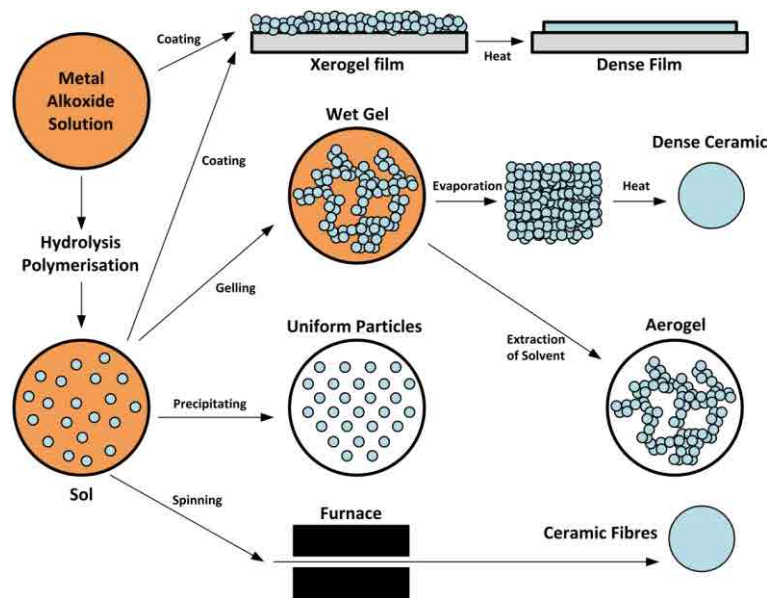 Coating
Xerogel film
Heat
Dense Film
Metal
Alkoxide
Solution
Coating
Wet Gel
Evaporation
Heat
Dense Ceramic
Hydrolysis
Polymerisation
Gelling
Extraction
of Solvent
Aerogel
Uniform Particles
Precipitating
Sol
Spinning
Furnace
Ceramic Fibres